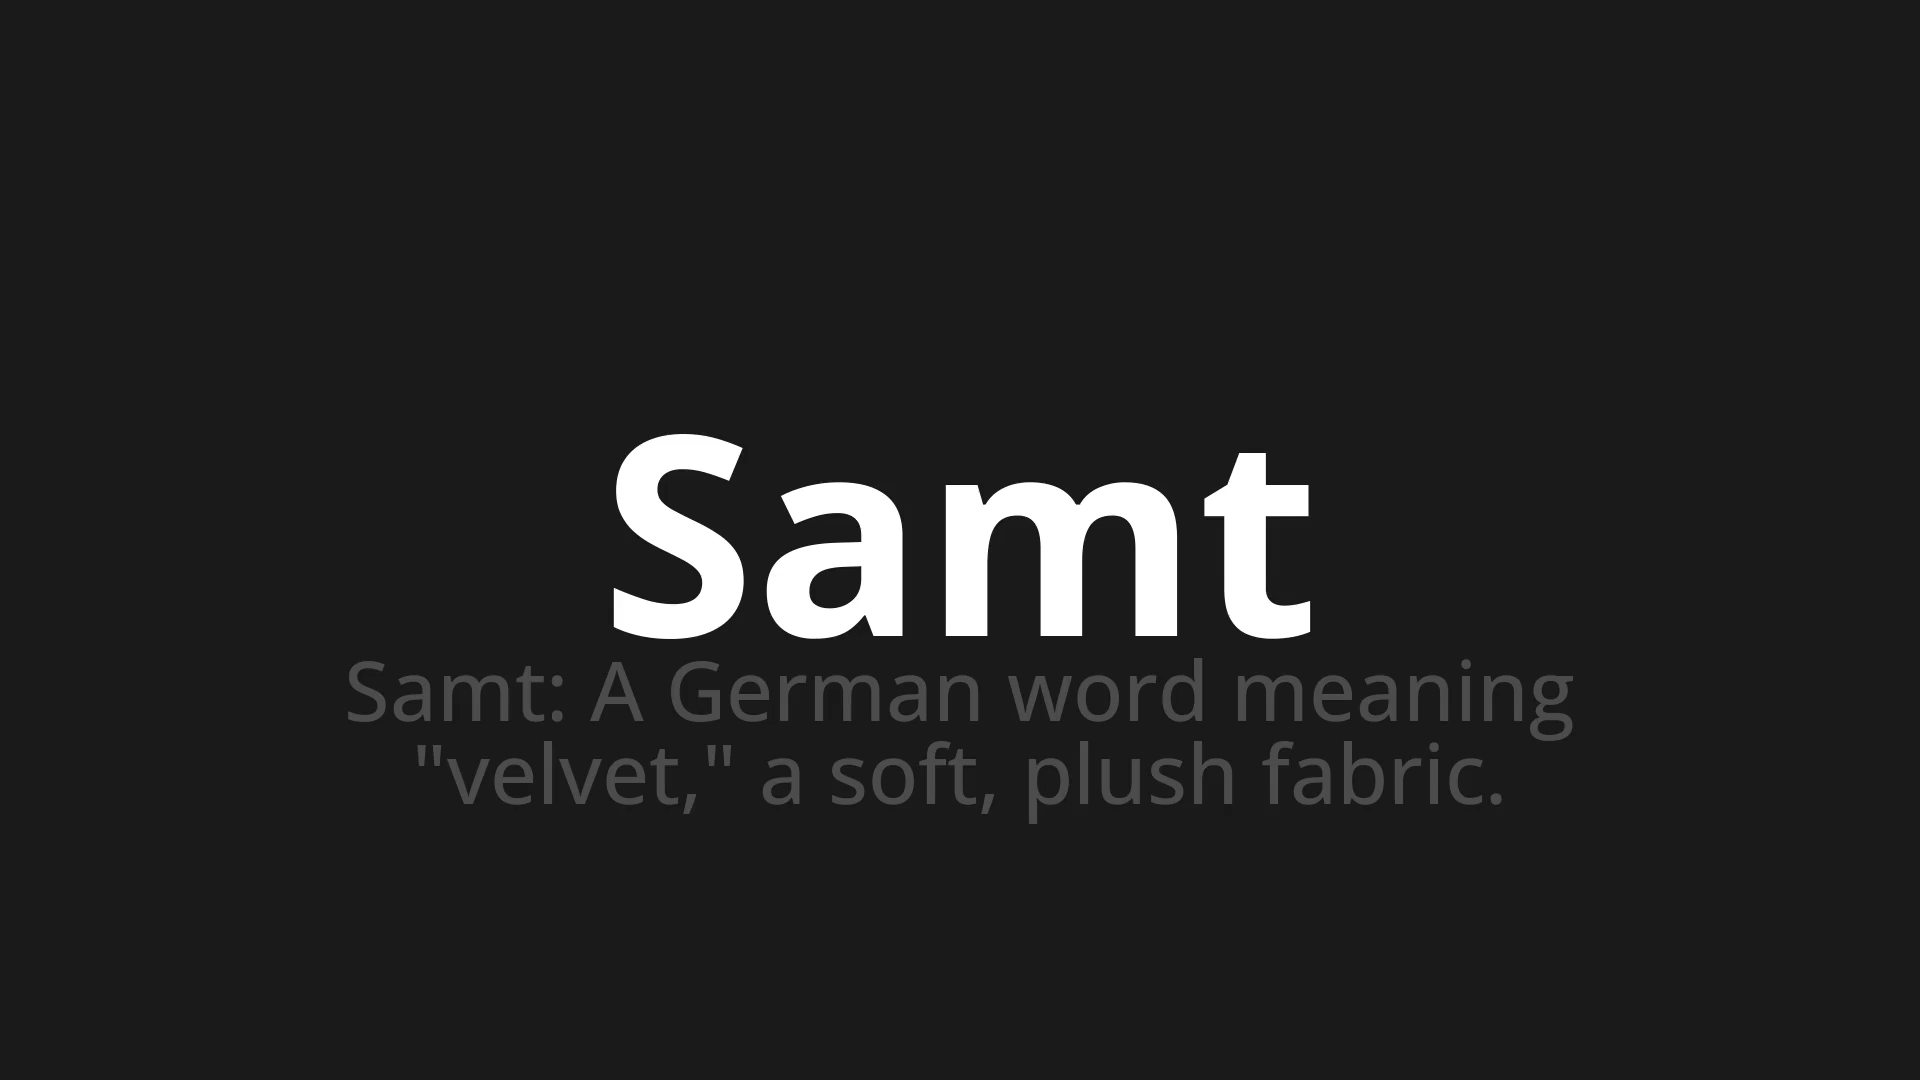 Samt
Samt: A German word meaning
"velvet," a soft, plush fabric.